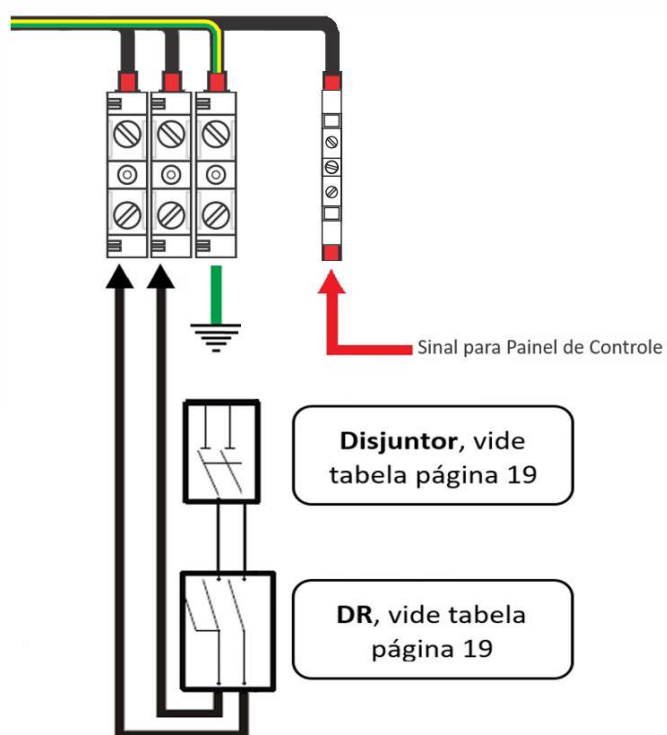 Sinal para Painel de Controle
Disjuntor, vide
tabela página 19
DR, vide tabela
página 19